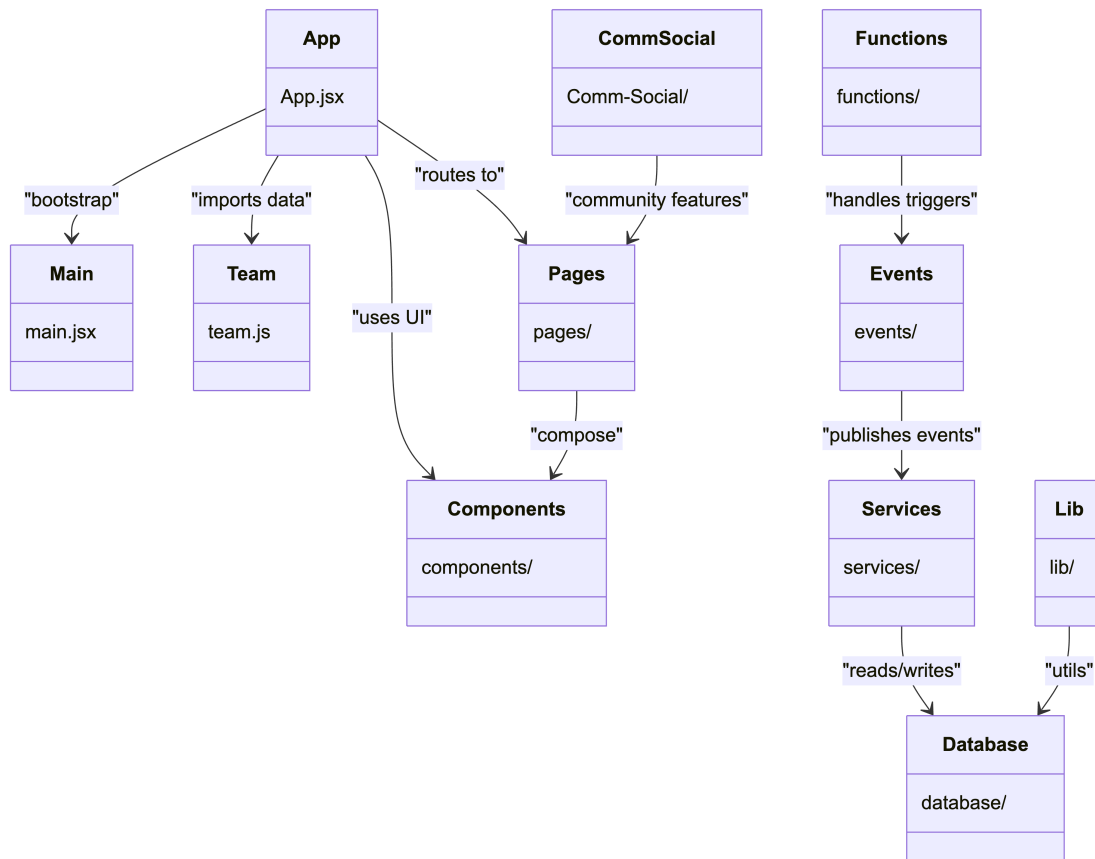 App
App.jsx
CommSocial
Comm-Social/
Functions
functions/
"routes to"
"bootstrap"
"imports data"
"community features"
"handles triggers"
Main
main.jsx
Team
team.js
Pages
pages/
Events
events/
"uses UI"
"compose"
"publishes events"
Components
components/
Services
services/
Lib
lib/
"reads/writes"
"utils"
Database
database/